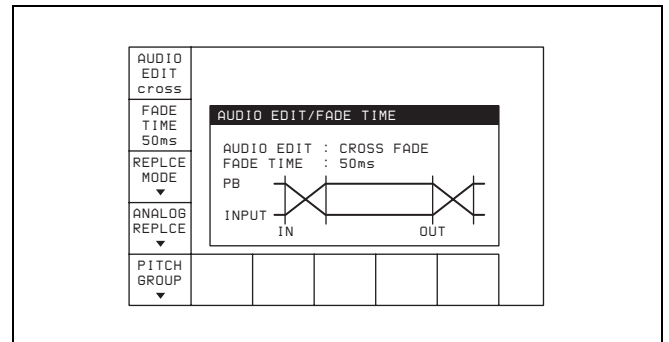 AUDIO
EDIT
cross
FADE
TIME
50ms
REPLCE
MODE
ANALOG
REPLCE
PITCH
GROUP
AUDIO EDIT/FADE TIME
AUDIO EDIT : CROSS FADE
FADE TIME : 50ms
PB
INPUT
IN OUT